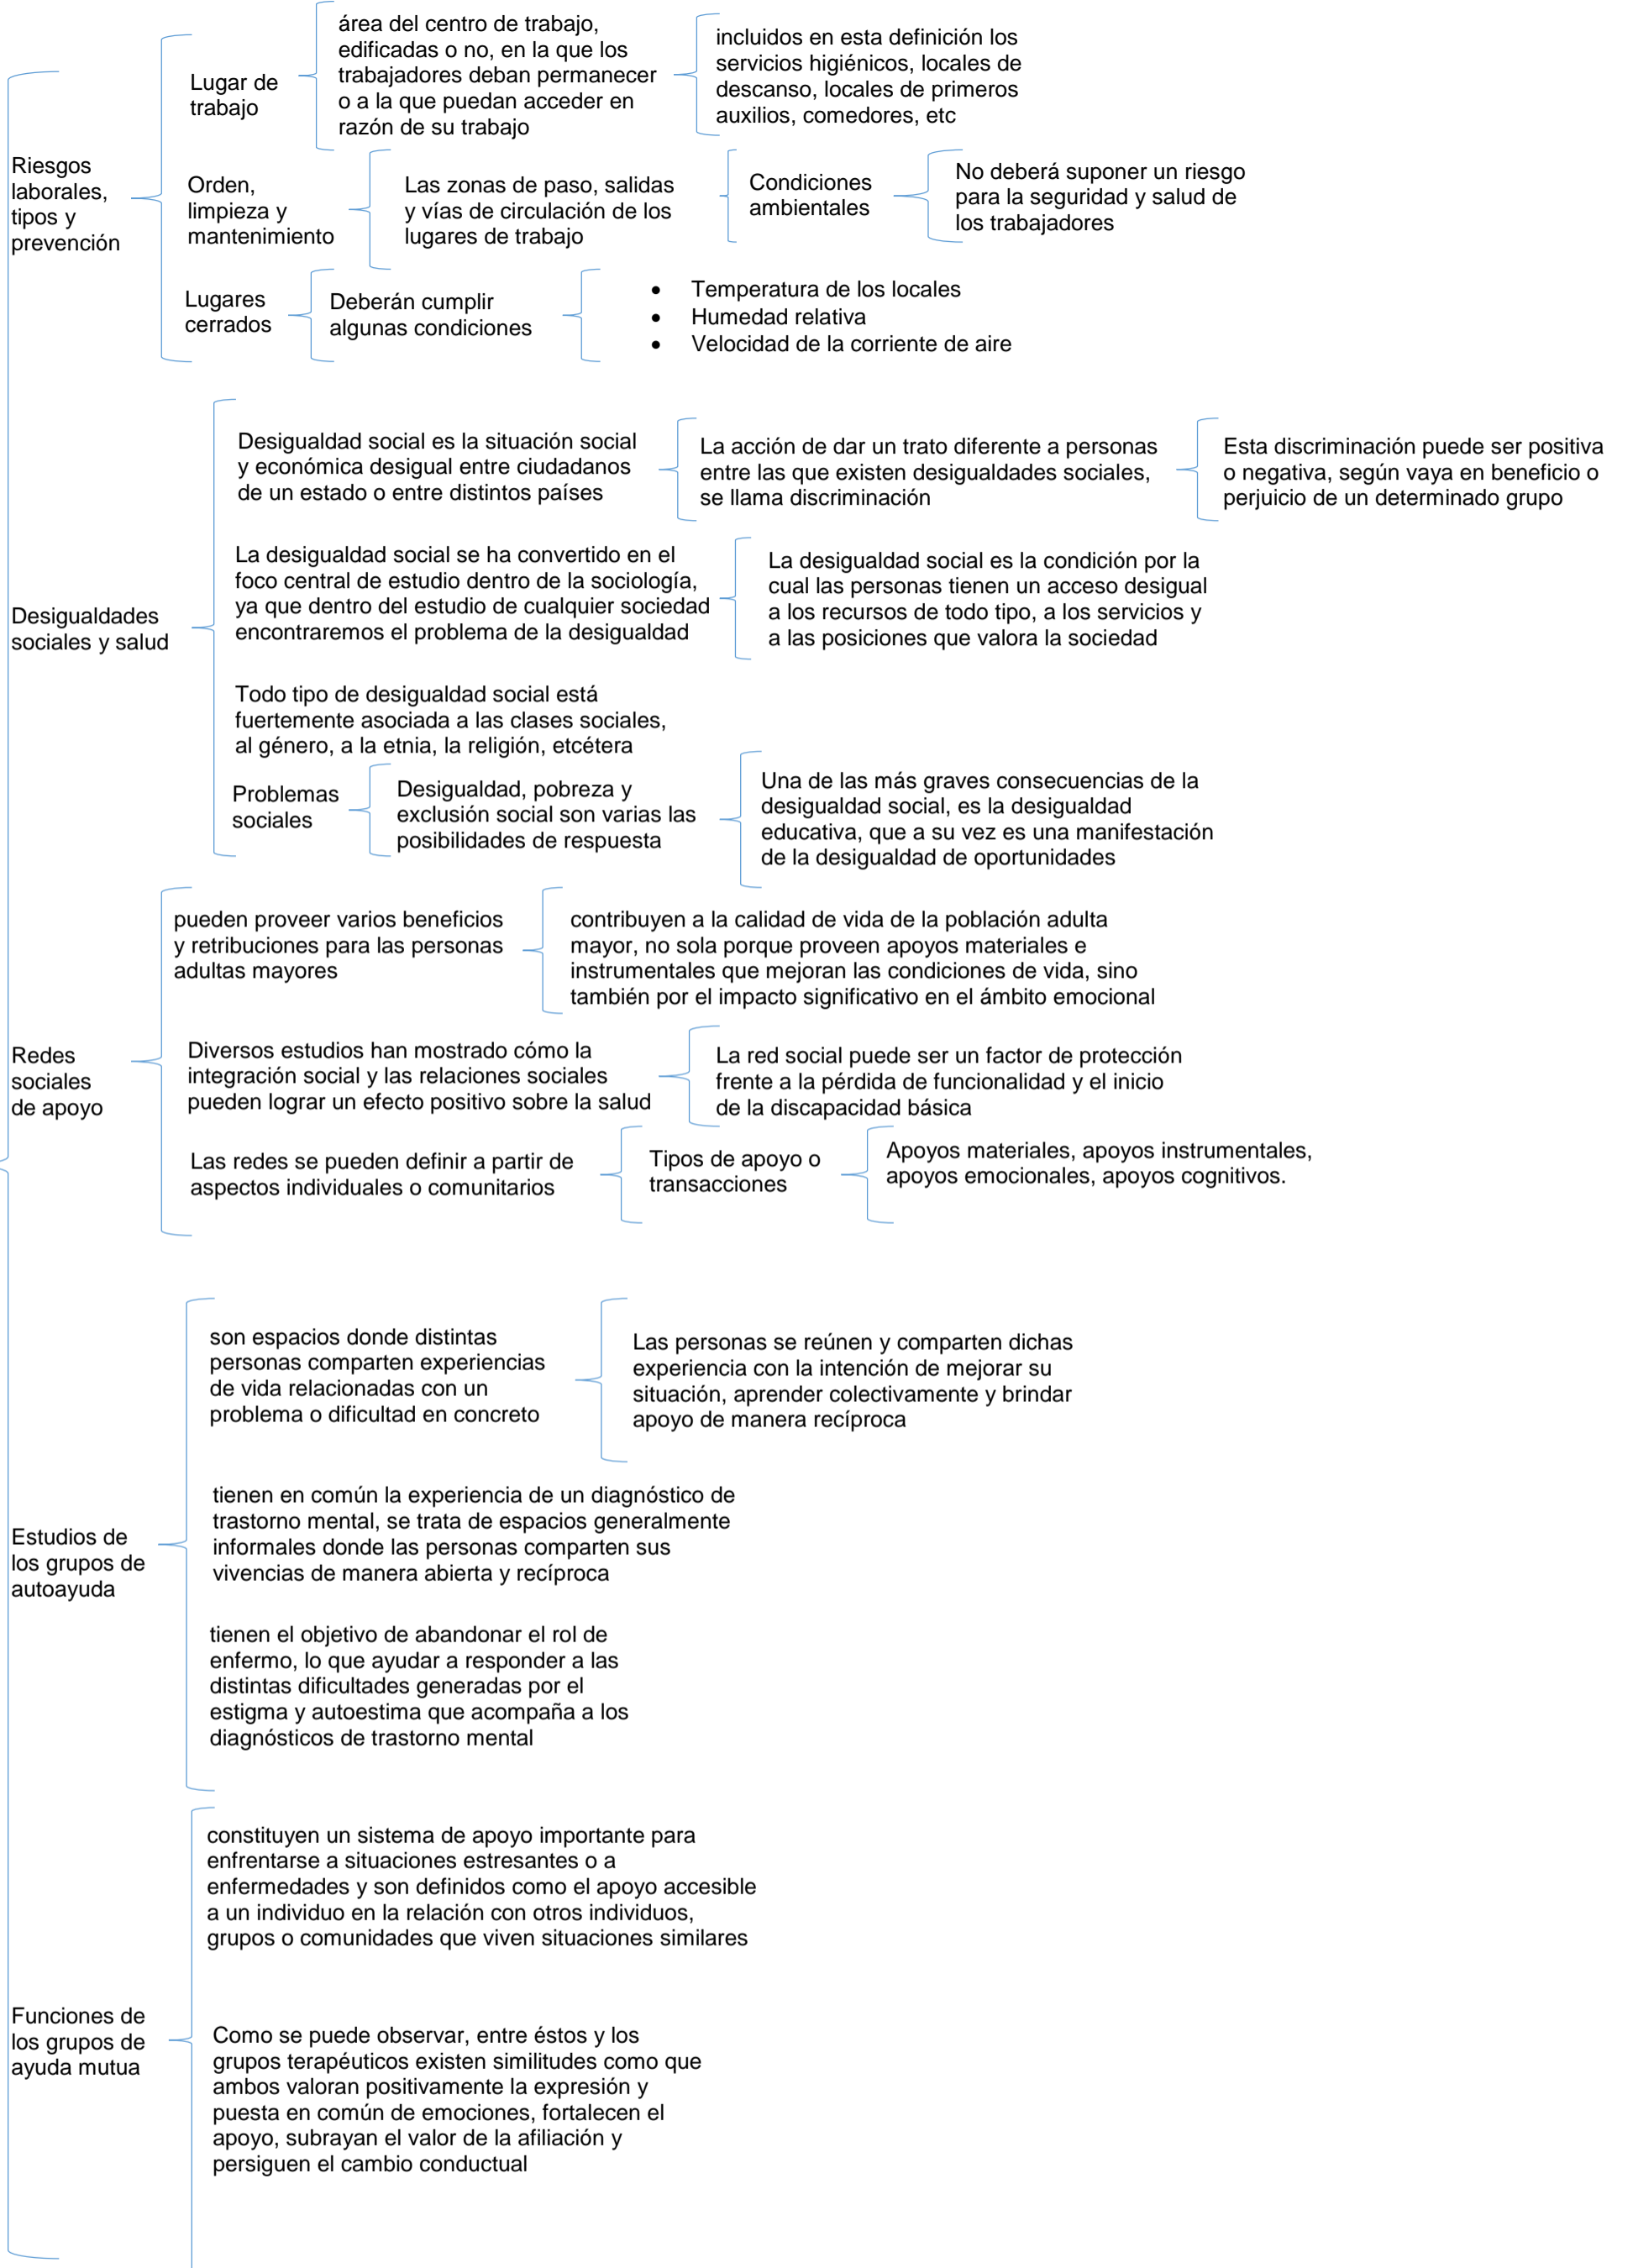 Riesgos
laborales,
tipos y
prevención
Lugar de
trabajo
área del centro de trabajo,
edificadas o no, en la que los
trabajadores deban permanecer
o a la que puedan acceder en
razón de su trabajo
incluidos en esta definición los
servicios higiénicos, locales de
descanso, locales de primeros
auxilios, comedores, etc
Orden,
limpieza y
mantenimiento
Las zonas de paso, salidas
y vías de circulación de los
lugares de trabajo
Condiciones
ambientales
No deberá suponer un riesgo
para la seguridad y salud de
los trabajadores
Lugares
cerrados
Deberán cumplir
algunas condiciones
• Temperatura de los locales
• Humedad relativa
• Velocidad de la corriente de aire
Desigualdades
sociales y salud
Desigualdad social es la situación social
y económica desigual entre ciudadanos
de un estado o entre distintos países
La acción de dar un trato diferente a personas
entre las que existen desigualdades sociales,
se llama discriminación
Esta discriminación puede ser positiva
o negativa, según vaya en beneficio o
perjuicio de un determinado grupo
La desigualdad social se ha convertido en el
foco central de estudio dentro de la sociología,
ya que dentro del estudio de cualquier sociedad
encontraremos el problema de la desigualdad
La desigualdad social es la condición por la
cual las personas tienen un acceso desigual
a los recursos de todo tipo, a los servicios y
a las posiciones que valora la sociedad
Todo tipo de desigualdad social está
fuertemente asociada a las clases sociales,
al género, a la etnia, la religión, etcétera
Problemas
sociales
Desigualdad, pobreza y
exclusión social son varias las
posibilidades de respuesta
Una de las más graves consecuencias de la
desigualdad social, es la desigualdad
educativa, que a su vez es una manifestación
de la desigualdad de oportunidades
Redes
sociales
de apoyo
pueden proveer varios beneficios
y retribuciones para las personas
adultas mayores
contribuyen a la calidad de vida de la población adulta
mayor, no sola porque proveen apoyos materiales e
instrumentales que mejoran las condiciones de vida, sino
también por el impacto significativo en el ámbito emocional
Diversos estudios han mostrado cómo la
integración social y las relaciones sociales
pueden lograr un efecto positivo sobre la salud
La red social puede ser un factor de protección
frente a la pérdida de funcionalidad y el inicio
de la discapacidad básica
Las redes se pueden definir a partir de
aspectos individuales o comunitarios
Tipos de apoyo o
transacciones
Apoyos materiales, apoyos instrumentales,
apoyos emocionales, apoyos cognitivos.
Estudios de
los grupos de
autoayuda
son espacios donde distintas
personas comparten experiencias
de vida relacionadas con un
problema o dificultad en concreto
Las personas se reúnen y comparten dichas
experiencia con la intención de mejorar su
situación, aprender colectivamente y brindar
apoyo de manera recíproca
tienen en común la experiencia de un diagnóstico de
trastorno mental, se trata de espacios generalmente
informales donde las personas comparten sus
vivencias de manera abierta y recíproca
tienen el objetivo de abandonar el rol de
enfermo, lo que ayudar a responder a las
distintas dificultades generadas por el
estigma y autoestima que acompaña a los
diagnósticos de trastorno mental
Funciones de
los grupos de
ayuda mutua
constituyen un sistema de apoyo importante para
enfrentarse a situaciones estresantes o a
enfermedades y son definidos como el apoyo accesible
a un individuo en la relación con otros individuos,
grupos o comunidades que viven situaciones similares
Como se puede observar, entre éstos y los
grupos terapéuticos existen similitudes como que
ambos valoran positivamente la expresión y
puesta en común de emociones, fortalecen el
apoyo, subrayan el valor de la afiliación y
persiguen el cambio conductual